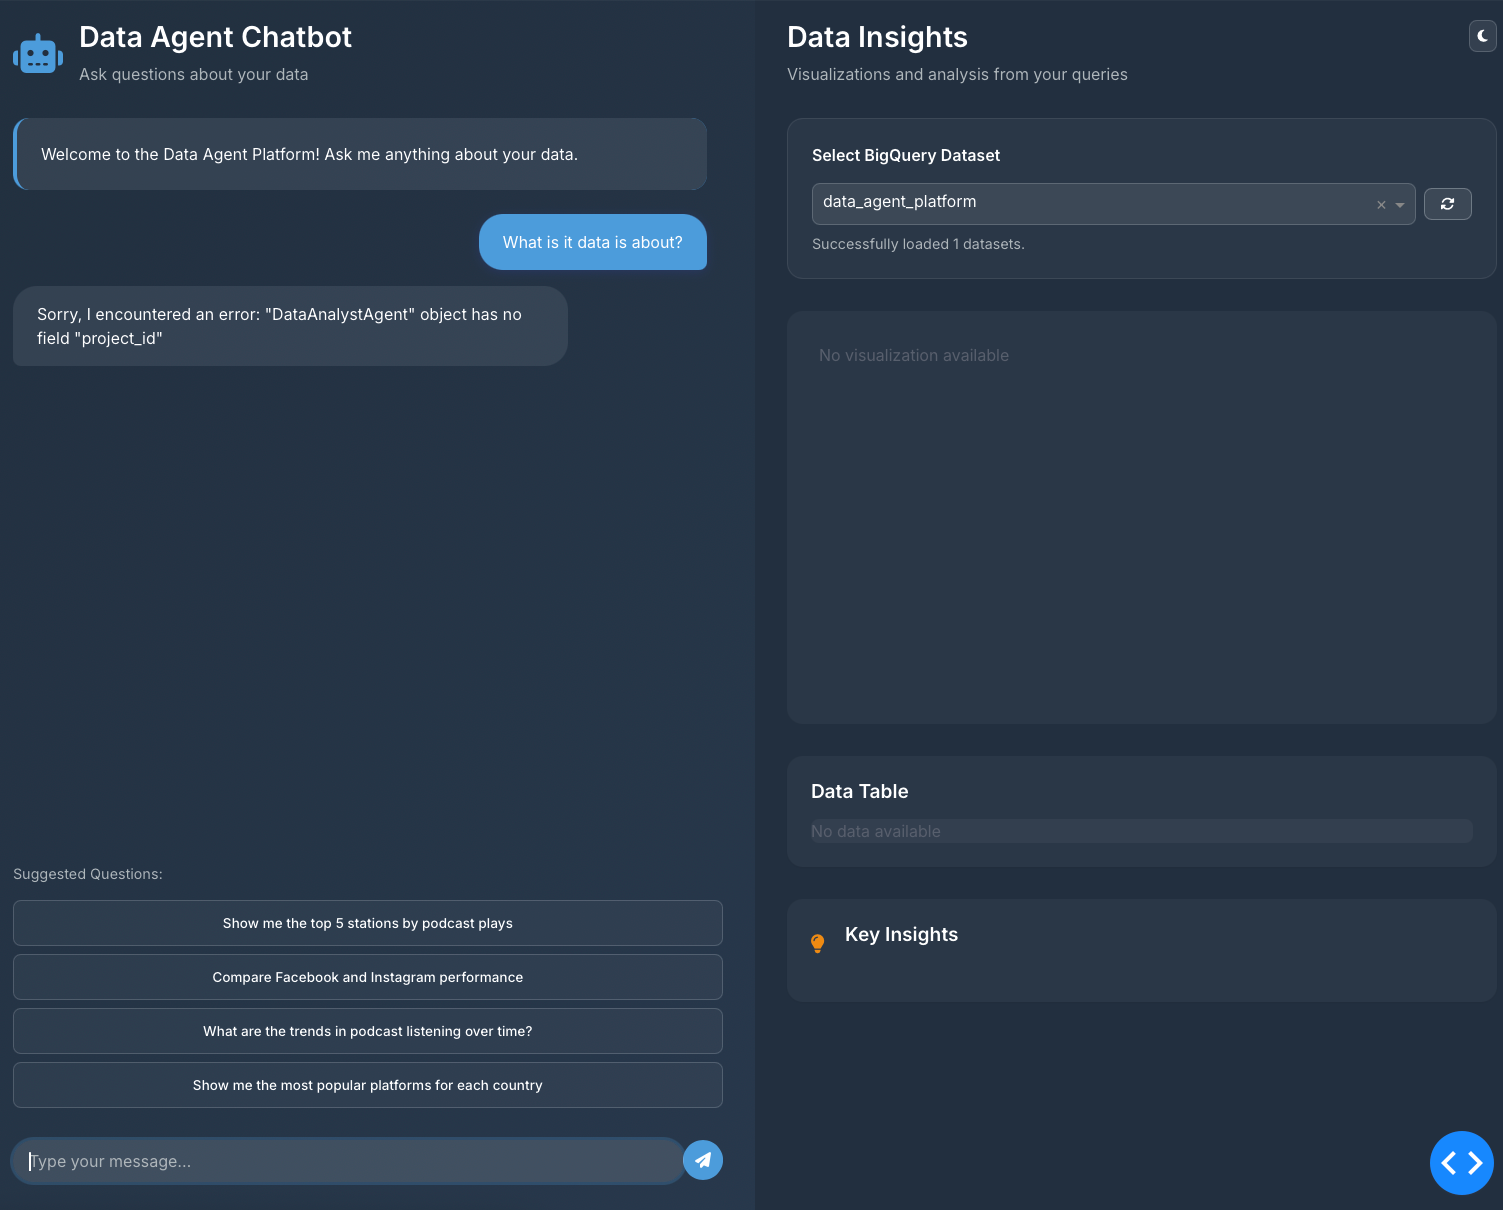 Data Agent Chatbot
Ask questions about your data
Welcome to the Data Agent Platform! Ask me anything about your data.
What is it data is about?
Sorry, I encountered an error: "DataAnalystAgent" object has no
field "project_id"
Suggested Questions:
Show me the top 5 stations by podcast plays
Compare Facebook and Instagram performance
What are the trends in podcast listening over time?
Show me the most popular platforms for each country
Type your message...
Data Insights
Visualizations and analysis from your queries
Select BigQuery Dataset
data_agent_platform
Successfully loaded 1 datasets.
No visualization available
Data Table
No data available
Key Insights